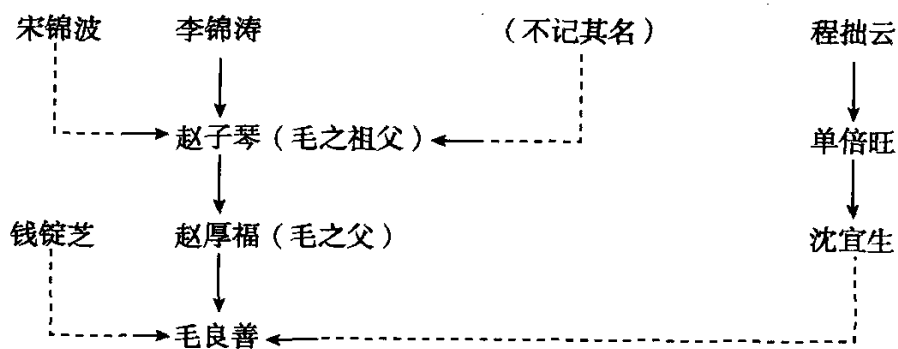 宋锦波 李锦涛 （不记其名） 程拙云
赵子琴（毛之祖父） 单倍旺
钱锭芝 赵厚福（毛之父） 沈宜生
毛良善